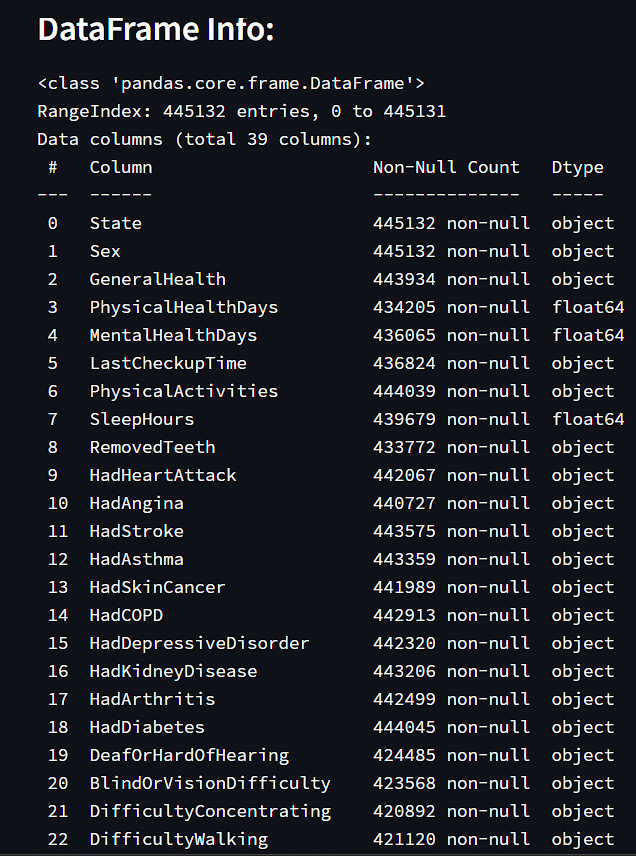 DataFrame Info:
<class 'pandas.core.frame.DataFrame'>
RangeIndex: 445132 entries, 0 to 445131
Data columns (total 39 columns):
 #   Column                     Non-Null Count   Dtype
---  ------                     --------------   -----
 0   State                      445132 non-null  object
 1   Sex                        445132 non-null  object
 2   GeneralHealth              443934 non-null  object
 3   PhysicalHealthDays         434205 non-null  float64
 4   MentalHealthDays           436065 non-null  float64
 5   LastCheckupTime            436824 non-null  object
 6   PhysicalActivities         444039 non-null  object
 7   SleepHours                 439679 non-null  float64
 8   RemovedTeeth               433772 non-null  object
 9   HadHeartAttack             442067 non-null  object
 10  HadAngina                  440727 non-null  object
 11  HadStroke                  443575 non-null  object
 12  HadAsthma                  443359 non-null  object
 13  HadSkinCancer              441989 non-null  object
 14  HadCOPD                    442913 non-null  object
 15  HadDepressiveDisorder      442320 non-null  object
 16  HadKidneyDisease           443206 non-null  object
 17  HadArthritis               442499 non-null  object
 18  HadDiabetes                444045 non-null  object
 19  DeafOrHardOfHearing        424485 non-null  object
 20  BlindOrVisionDifficulty    423568 non-null  object
 21  DifficultyConcentrating    420892 non-null  object
 22  DifficultyWalking          421120 non-null  object